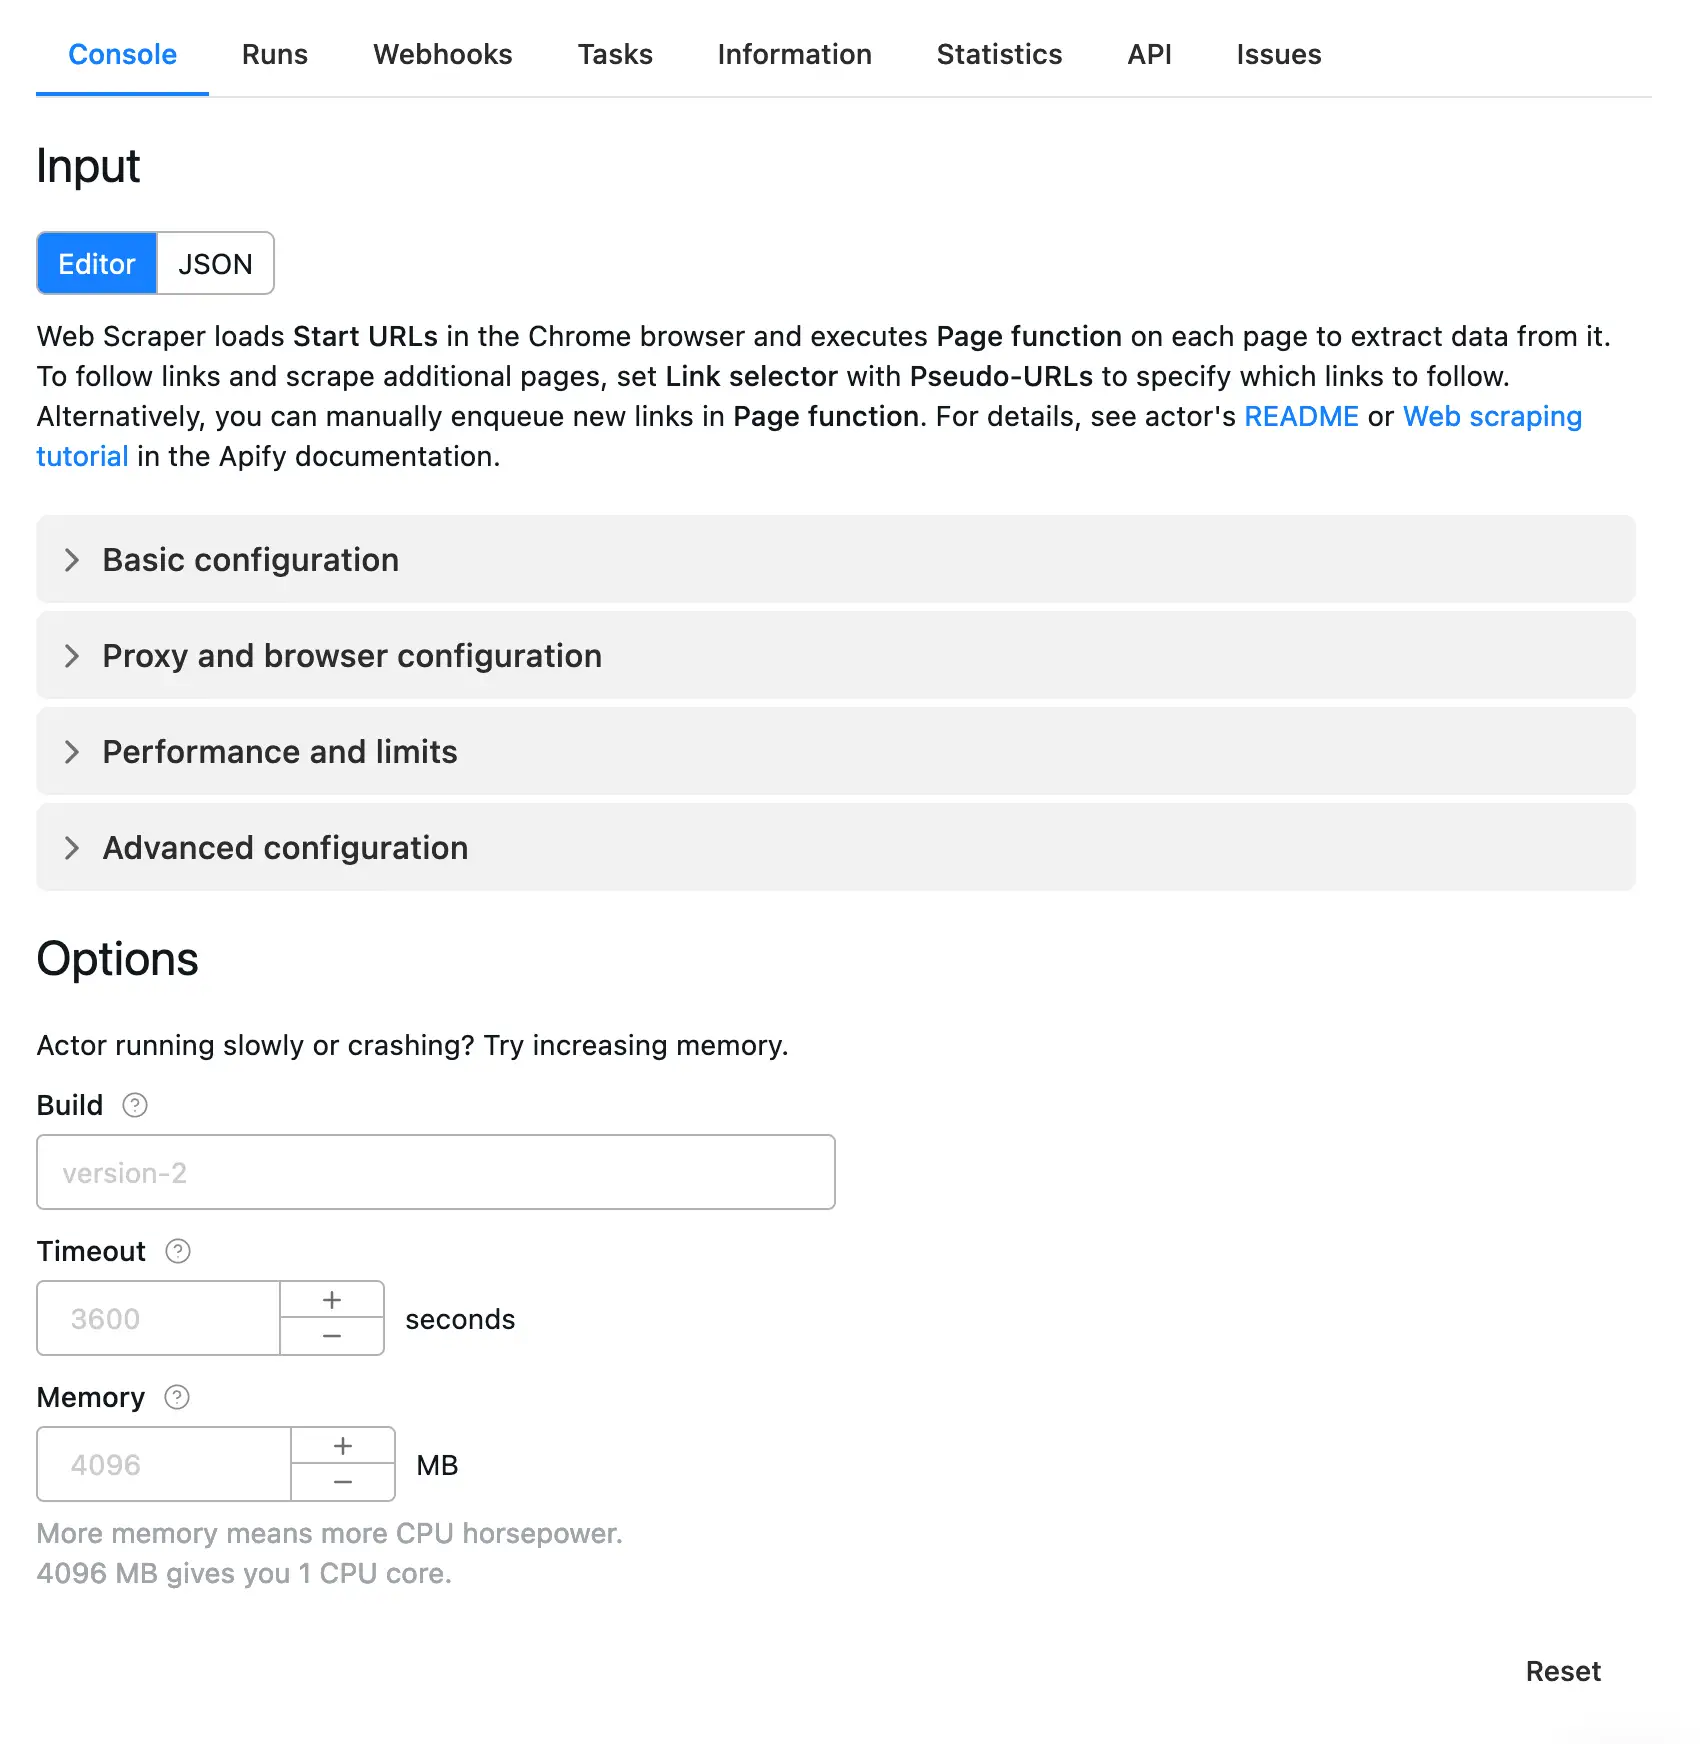 Console Runs Webhooks Tasks Information Statistics API Issues
Input
Editor JSON
Web Scraper loads Start URLs in the Chrome browser and executes Page function on each page to extract data from it.
To follow links and scrape additional pages, set Link selector with Pseudo-URLs to specify which links to follow.
Alternatively, you can manually enqueue new links in Page function. For details, see actor's README or Web scraping
tutorial in the Apify documentation.
Basic configuration
Proxy and browser configuration
Performance and limits
Advanced configuration
Options
Actor running slowly or crashing? Try increasing memory.
Build ?
version-2
Timeout ?
3600 + − seconds
Memory ?
4096 + − MB
More memory means more CPU horsepower.
4096 MB gives you 1 CPU core.
Reset